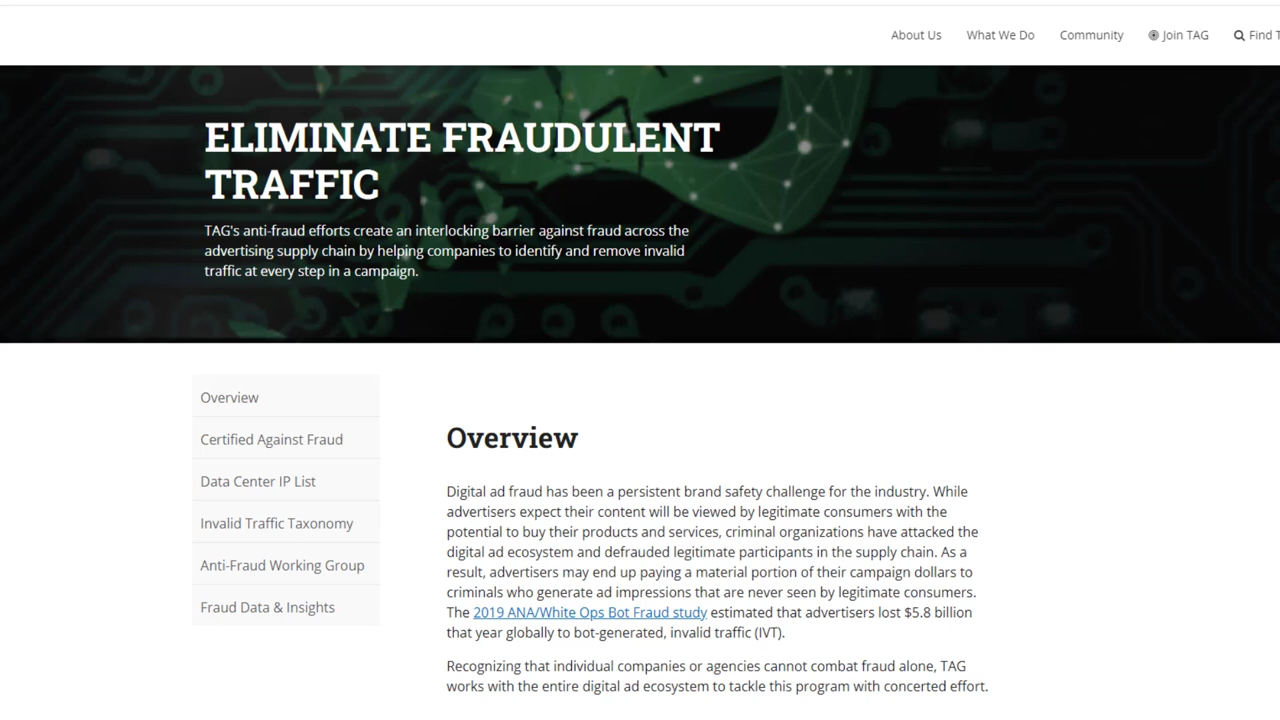 About Us
What We Do
Community
Join TAG
Find
ELIMINATE FRAUDULENT
TRAFFIC
TAG's anti-fraud efforts create an interlocking barrier against fraud across the
advertising supply chain by helping companies to identify and remove invalid
traffic at every step in a campaign.
Overview
Certified Against Fraud
Data Center IP List
Invalid Traffic Taxonomy
Anti-Fraud Working Group
Fraud Data & Insights
Overview
Digital ad fraud has been a persistent brand safety challenge for the industry. While
advertisers expect their content will be viewed by legitimate consumers with the
potential to buy their products and services, criminal organizations have attacked the
digital ad ecosystem and defrauded legitimate participants in the supply chain. As a
result, advertisers may end up paying a material portion of their campaign dollars to
criminals who generate ad impressions that are never seen by legitimate consumers.
The 2019 ANA/White Ops Bot Fraud study estimated that advertisers lost $5.8 billion
that year globally to bot-generated, invalid traffic (IVT).
Recognizing that individual companies or agencies cannot combat fraud alone, TAG
works with the entire digital ad ecosystem to tackle this program with concerted effort.